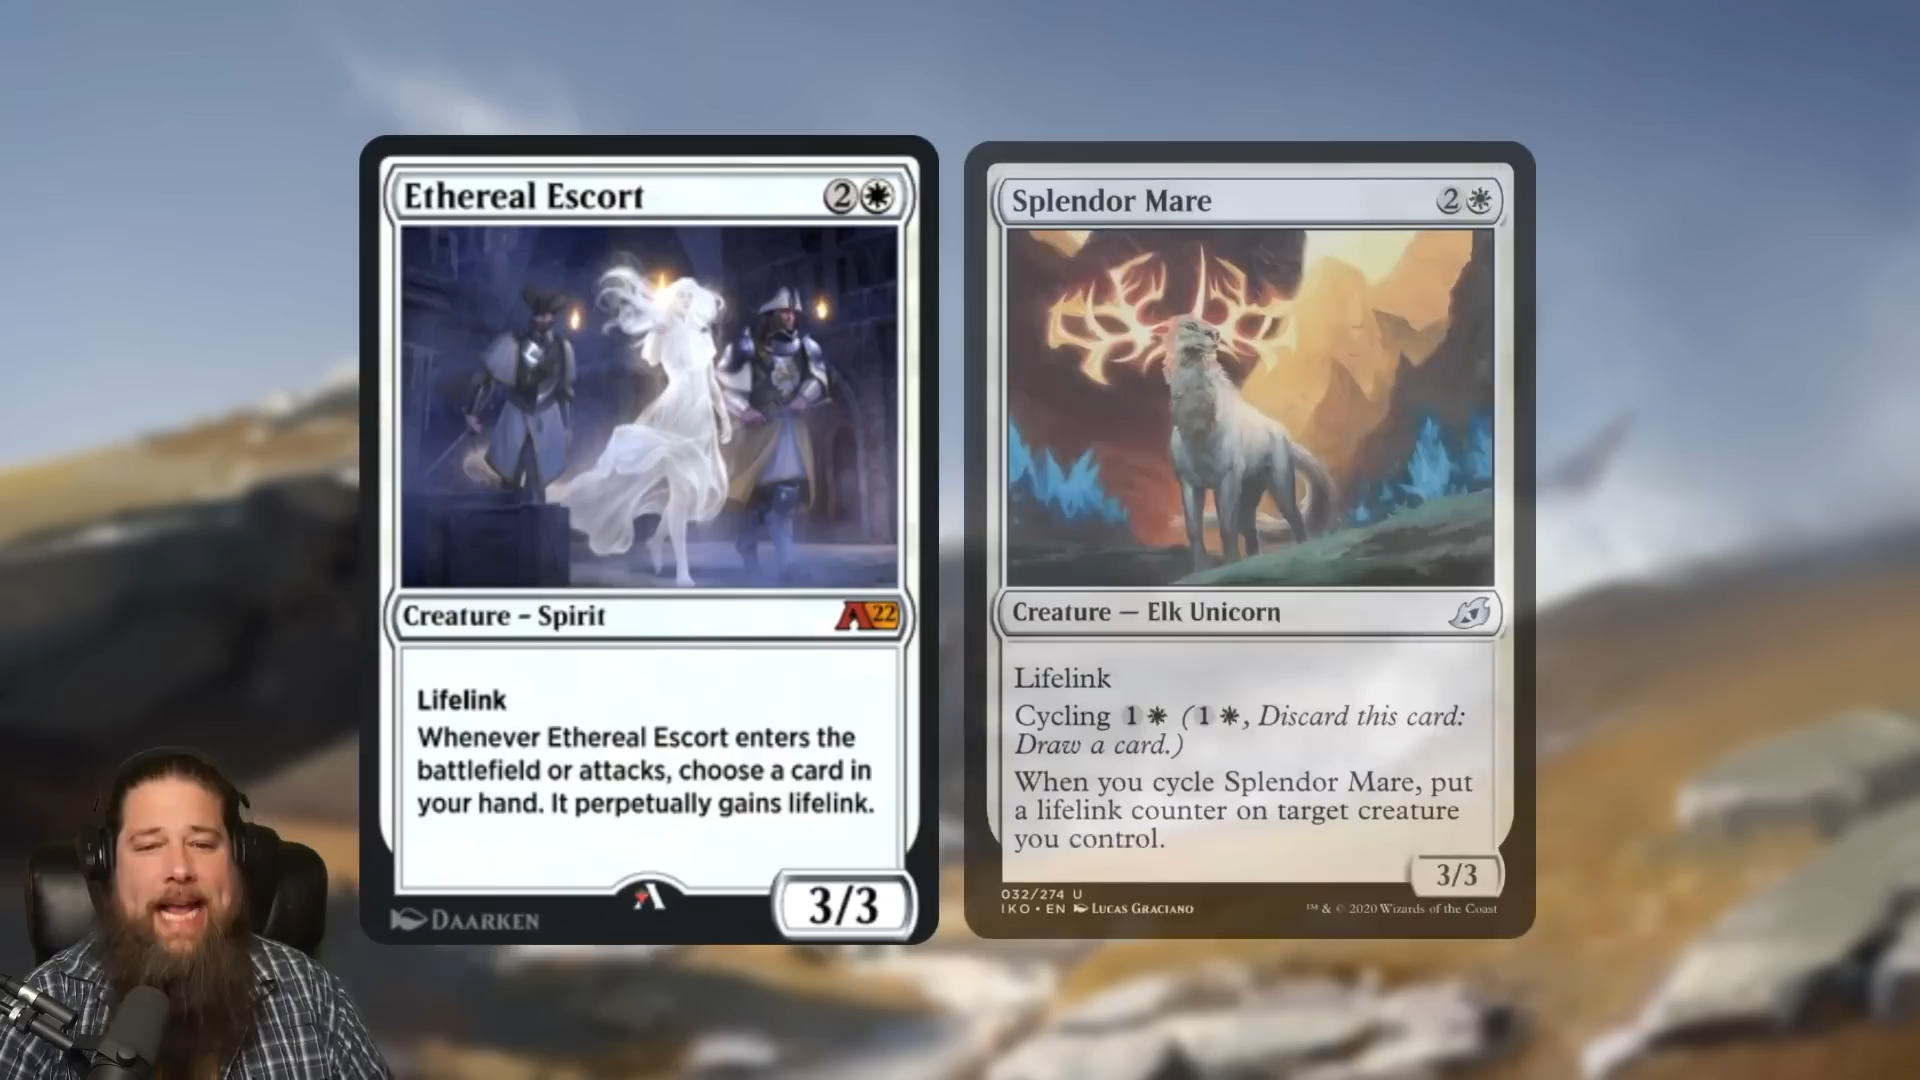 Ethereal Escort 2
Creature - Spirit
A22
Lifelink
Whenever Ethereal Escort enters the
battlefield or attacks, choose a card in
your hand. It perpetually gains lifelink.
3/3
DAARKEN
Splendor Mare 2
Creature — Elk Unicorn
Lifelink
Cycling 1 (1, Discard this card:
Draw a card.)
When you cycle Splendor Mare, put
a lifelink counter on target creature
you control.
3/3
032/274 U
IKO • EN LUCAS GRACIANO
™ & © 2020 Wizards of the Coast